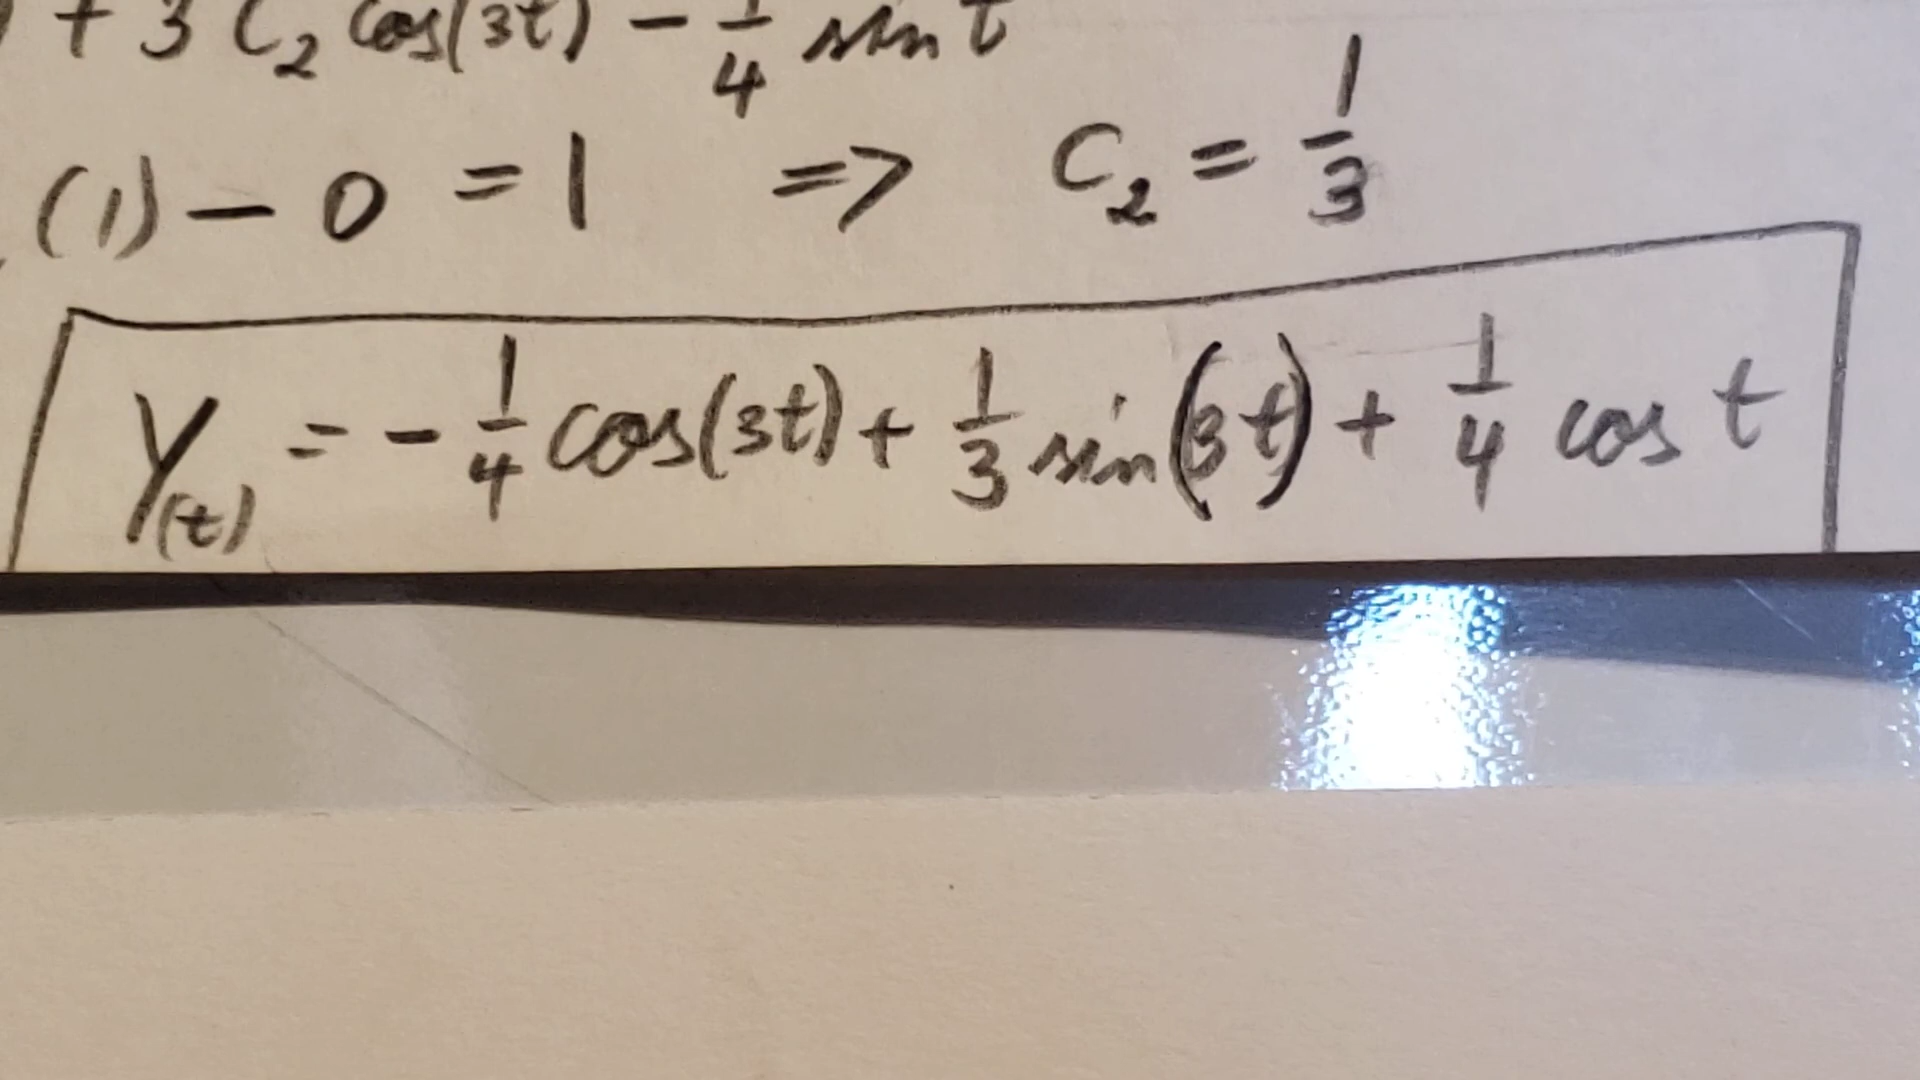 + 3 C₂ cos(3t) - 1/4 sin t
(1) - 0 = 1 => C₂ = 1/3
y(t) = - 1/4 cos(3t) + 1/3 sin(3t) + 1/4 cos t